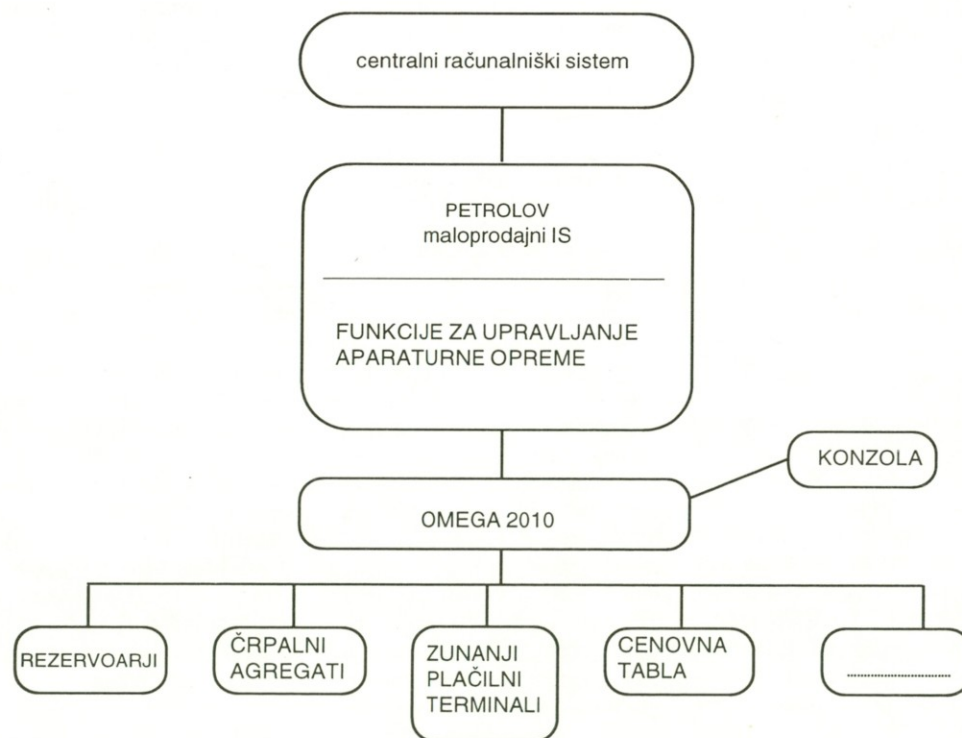 centralni računalniški sistem
PETROLOV
maloprodajni IS
FUNKCIJE ZA UPRAVLJANJE
APARATURNE OPREME
KONZOLA
OMEGA 2010
REZERVOARJI
ČRPALNI
AGREGATI
ZUNANJI
PLAČILNI
TERMINALI
CENOVNA
TABLA